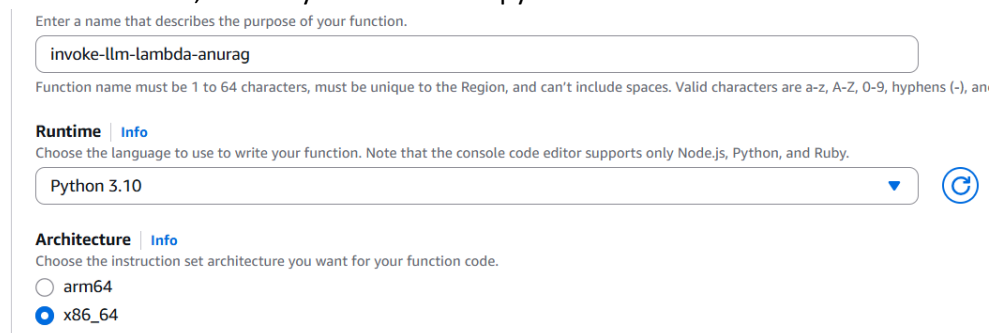 Enter a name that describes the purpose of your function.
invoke-llm-lambda-anurag
Function name must be 1 to 64 characters, must be unique to the Region, and can't include spaces. Valid characters are a-z, A-Z, 0-9, hyphens (-), an
Runtime Info
Choose the language to use to write your function. Note that the console code editor supports only Node.js, Python, and Ruby.
Python 3.10
Architecture Info
Choose the instruction set architecture you want for your function code.
arm64
x86_64